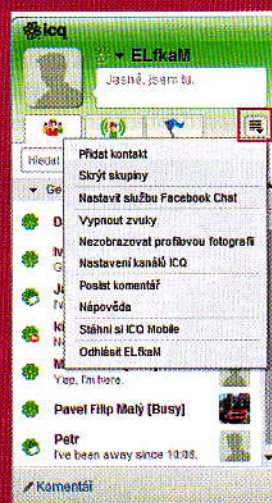 icq
ELfkaM
Jasně, jsem tu.
Hledat
Přidat kontakt
Skrýt skupiny
Nastavit službu Facebook Chat
Vypnout zvuky
Nezobrazovat profilovou fotografii
Nastavení kanálů ICQ
Poslat komentář
Nápověda
Stáhni si ICQ Mobile
Odhlásit ELfkaM
Yep, I'm here.
Pavel Filip Malý [Busy]
Petr
I've been away since 10:08.
Komentář